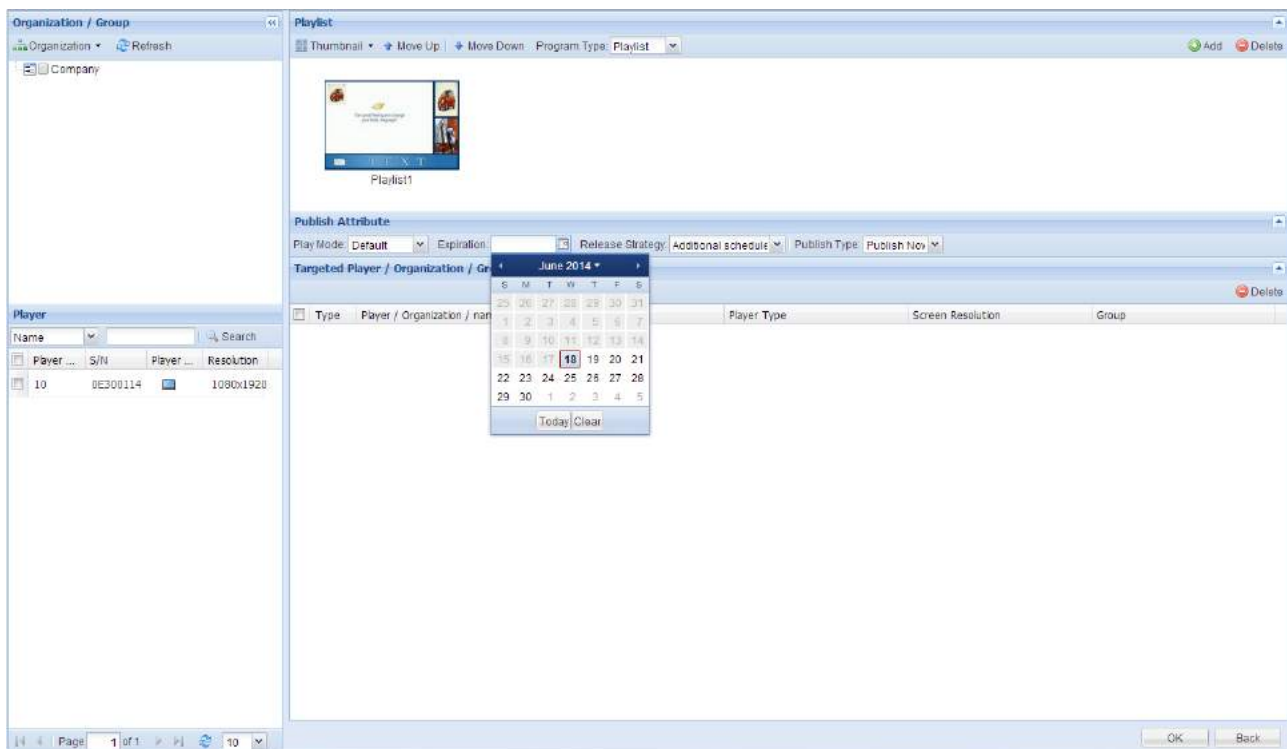 Organization / Group
Organization Refresh
Company
Player
Name Search
Player ... S/N Player ... Resolution
10 0E300114 1080x1920
Page 1 of 1 10
Playlist
Thumbnail Move Up Move Down Program Type: Playlist Add Delete
TEXT
Playlist1
Publish Attribute
Play Mode: Default Expiration: Release Strategy: Additional schedule Publish Type: Publish Nov
Targeted Player / Organization / Gr
Delete
Type Player / Organization / nan Player Type Screen Resolution Group
June 2014
S M T W T F S
25 26 27 28 29 30 31
1 2 3 4 5 6 7
8 9 10 11 12 13 14
15 16 17 18 19 20 21
22 23 24 25 26 27 28
29 30 1 2 3 4 5
Today Clear
OK Back